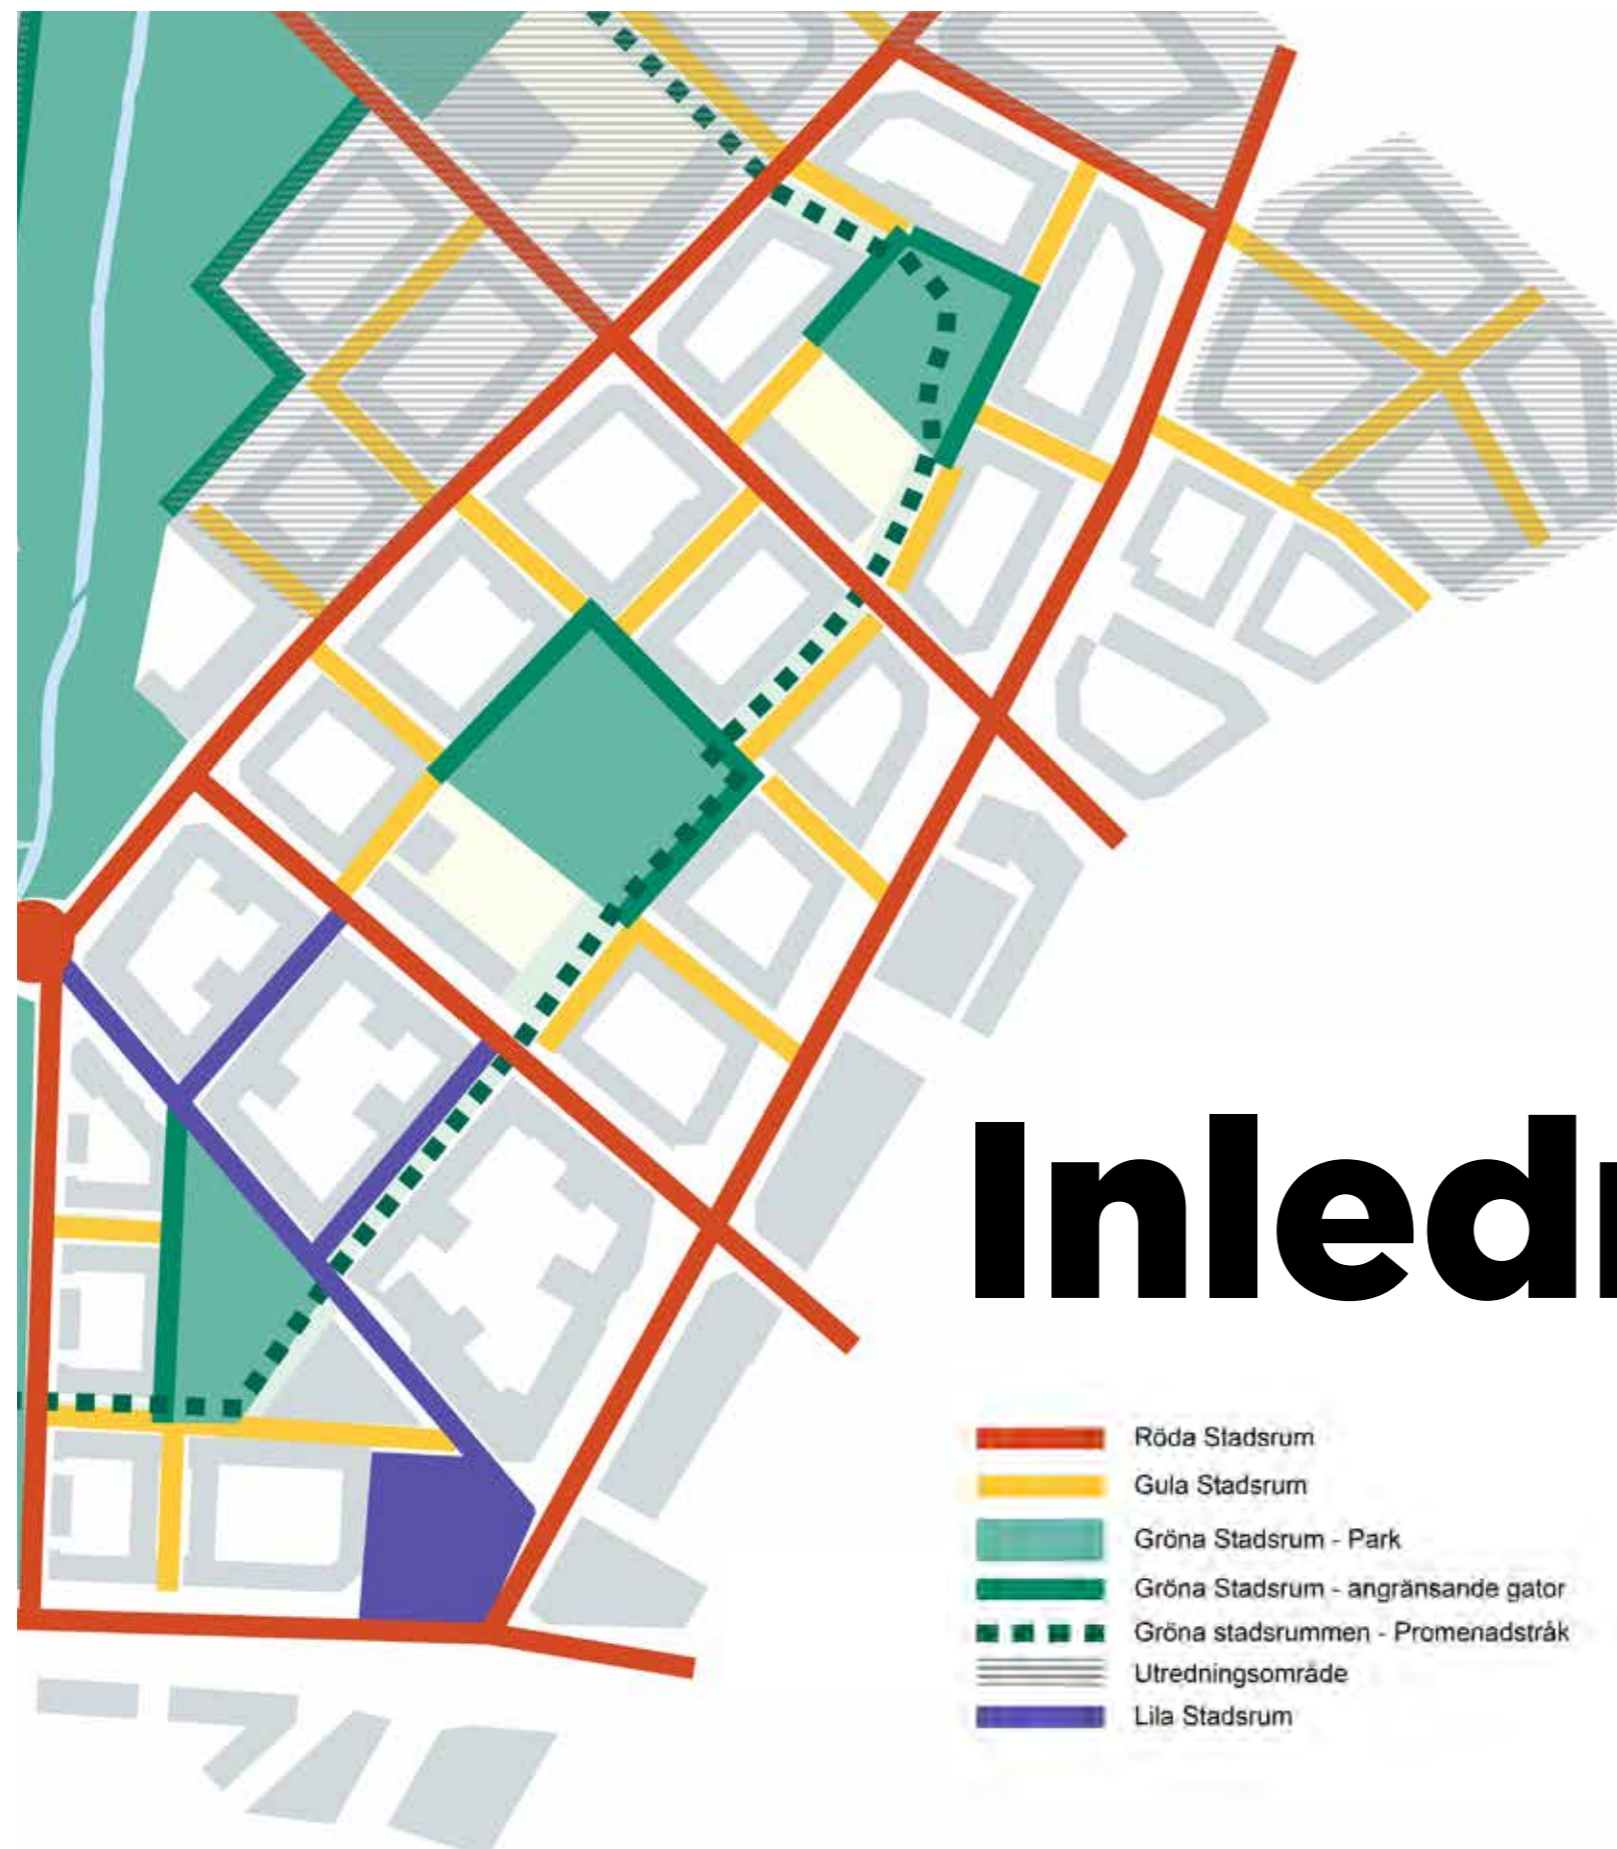 Inledr
Röda Stadsrum
Gula Stadsrum
Gröna Stadsrum - Park
Gröna Stadsrum - angränsande gator
Gröna stadsrummen - Promenadstråk
Utredningsområde
Lila Stadsrum